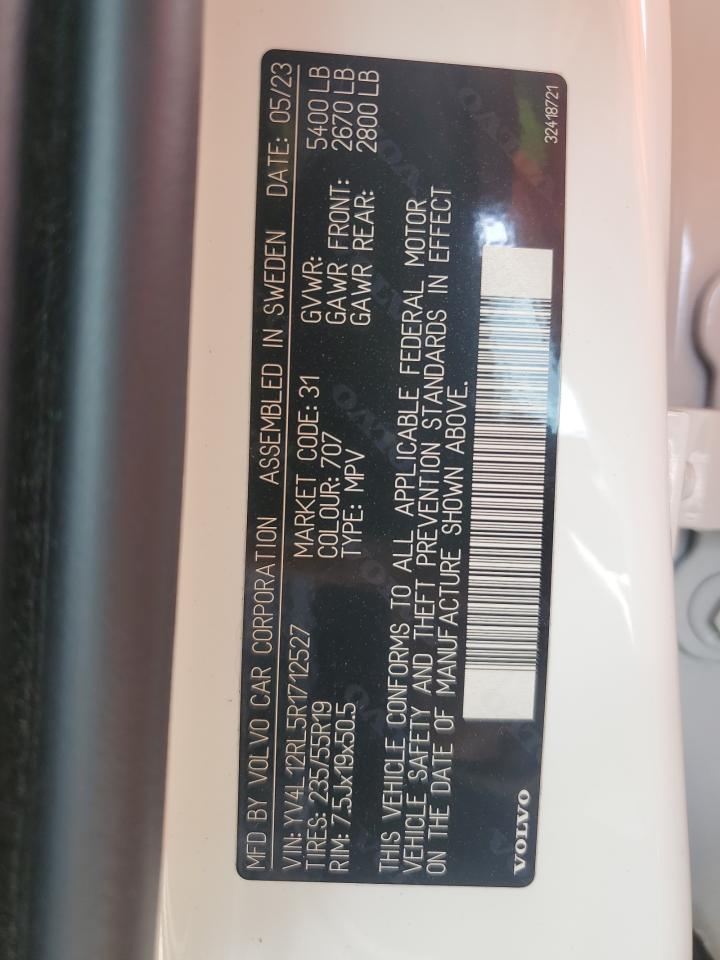 MFD BY VOLVO CAR CORPORATION ASSEMBLED IN SWEDEN DATE: 05/23
VIN: YV4L12RL5R1712527 MARKET CODE: 31 GVWR: 5400 LB
TIRES: 235/55R19 COLOUR: 707 GAWR FRONT: 2670 LB
RIM: 7.5Jx19x50.5 TYPE: MPV GAWR REAR: 2800 LB
THIS VEHICLE CONFORMS TO ALL APPLICABLE FEDERAL MOTOR
VEHICLE SAFETY AND THEFT PREVENTION STANDARDS IN EFFECT
ON THE DATE OF MANUFACTURE SHOWN ABOVE.
VOLVO 32418721